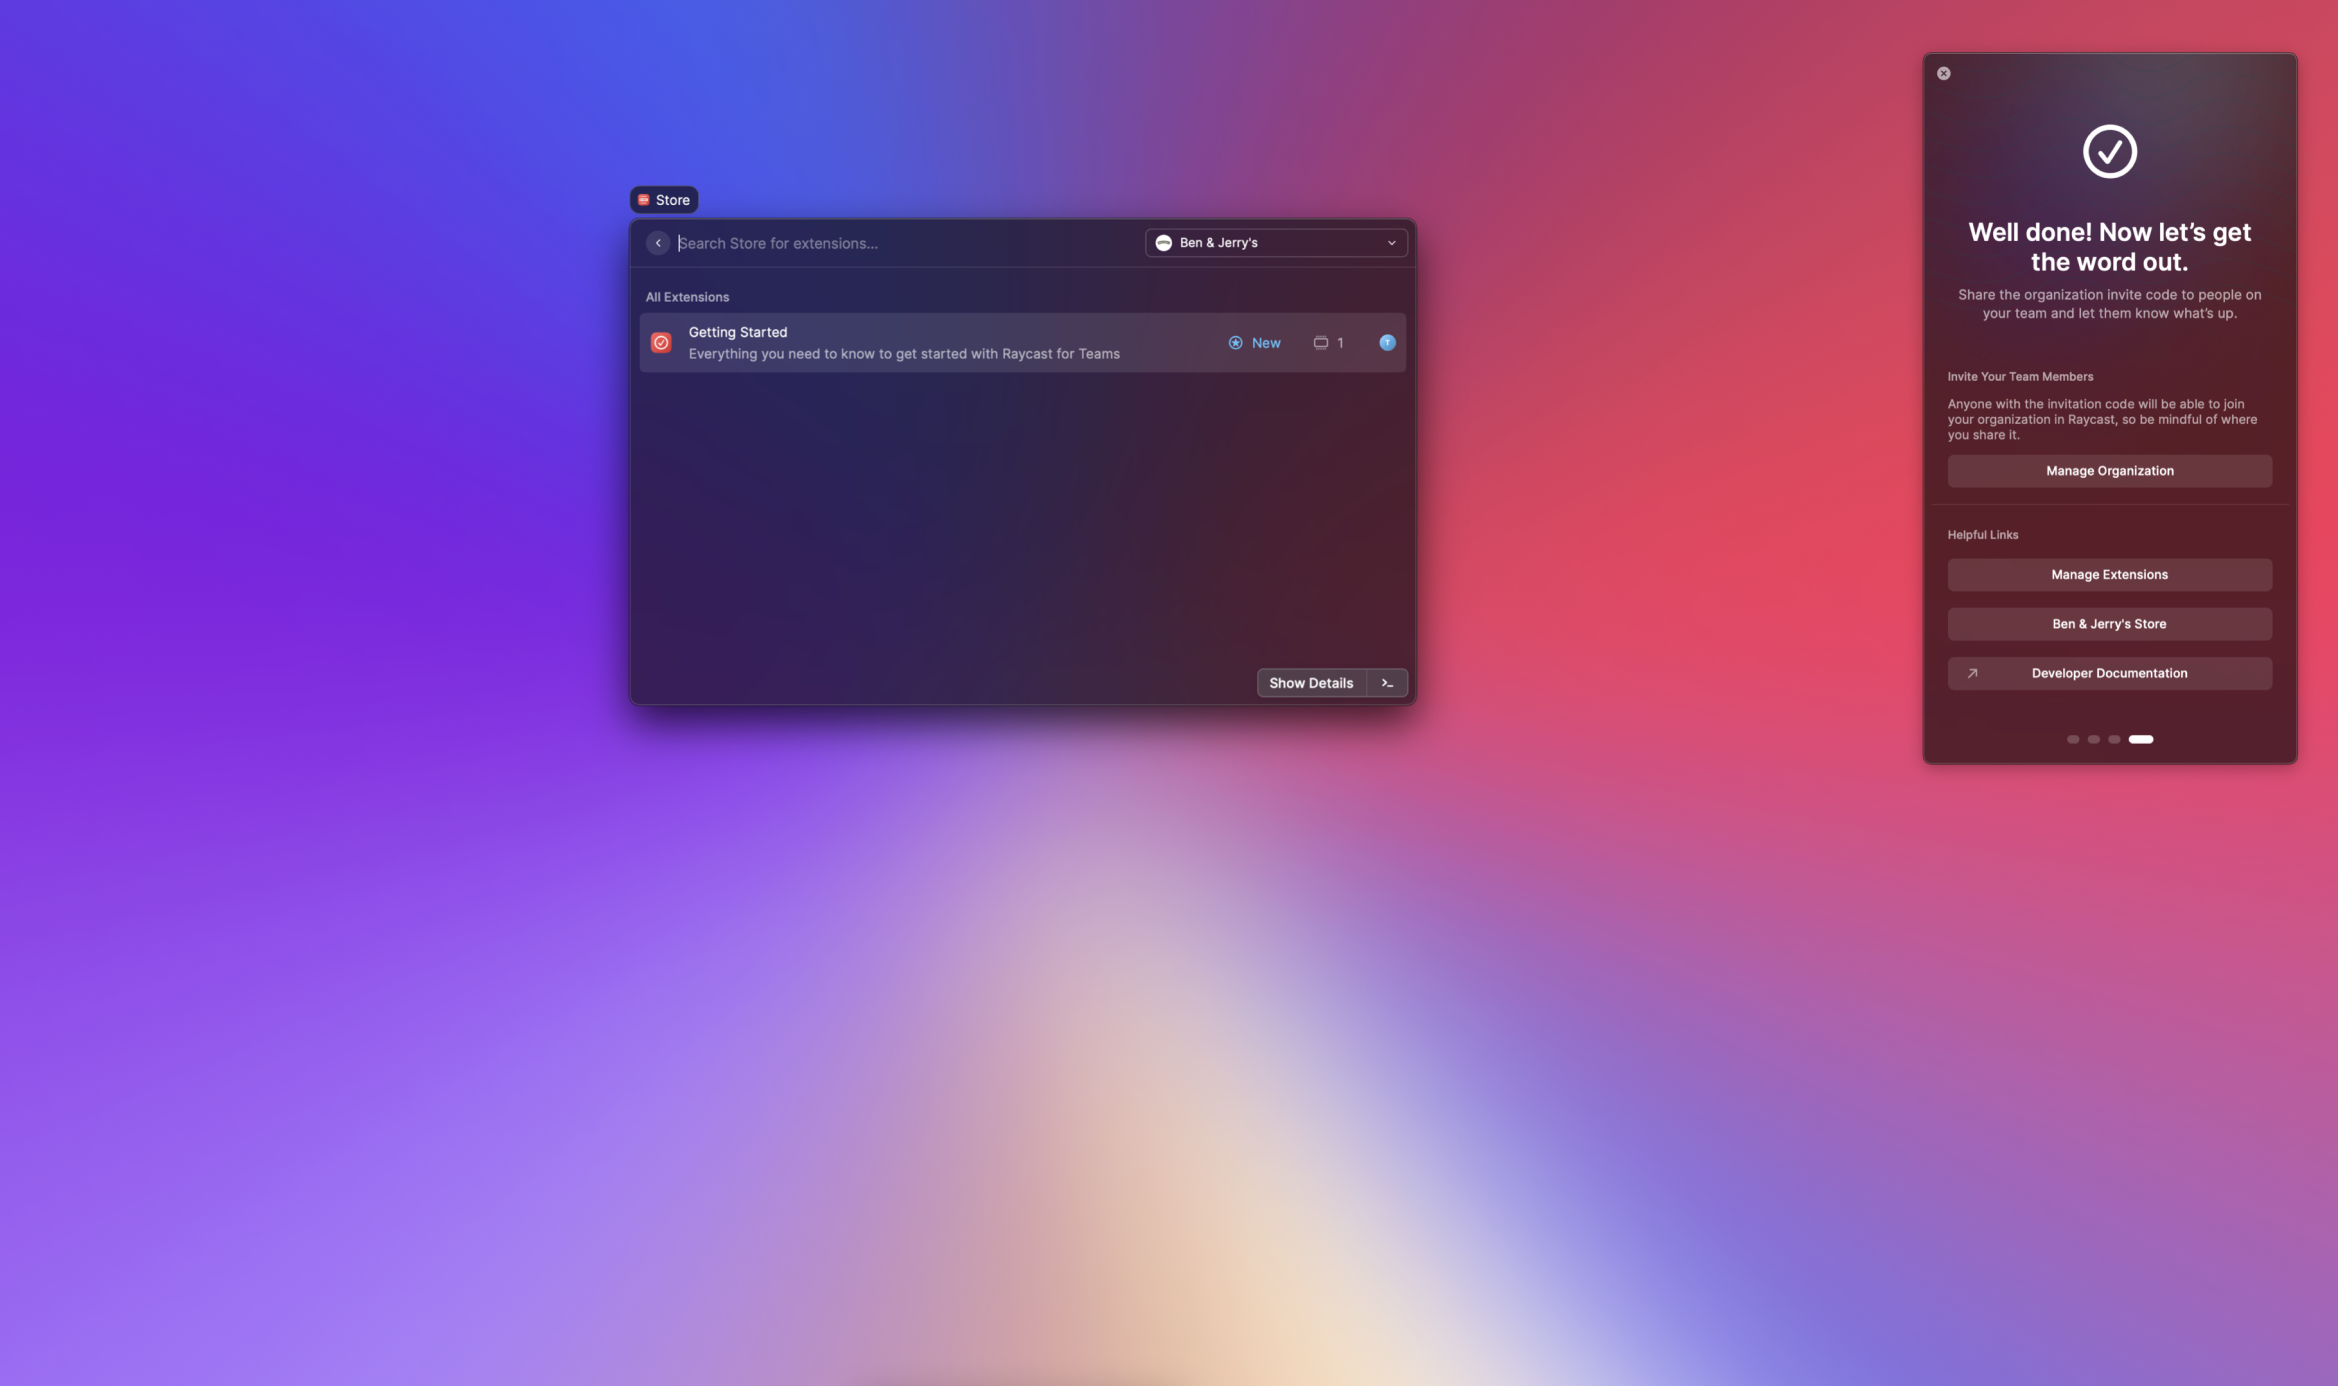 Store
Search Store for extensions...
Ben & Jerry's
All Extensions
Getting Started
Everything you need to know to get started with Raycast for Teams
New
1
T
Show Details
Well done! Now let’s get
the word out.
Share the organization invite code to people on
your team and let them know what’s up.
Invite Your Team Members
Anyone with the invitation code will be able to join
your organization in Raycast, so be mindful of where
you share it.
Manage Organization
Helpful Links
Manage Extensions
Ben & Jerry's Store
Developer Documentation